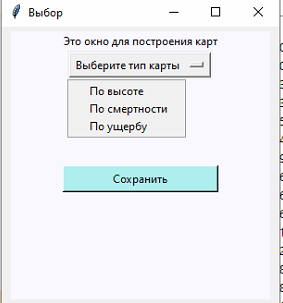 Выбор
Это окно для построения карт
Выберите тип карты
По высоте
По смертности
По ущербу
Сохранить